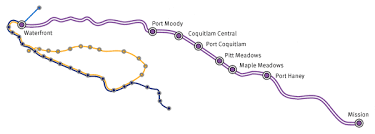 Waterfront
Port Moody
Coquitlam Central
Port Coquitlam
Pitt Meadows
Maple Meadows
Port Haney
Mission